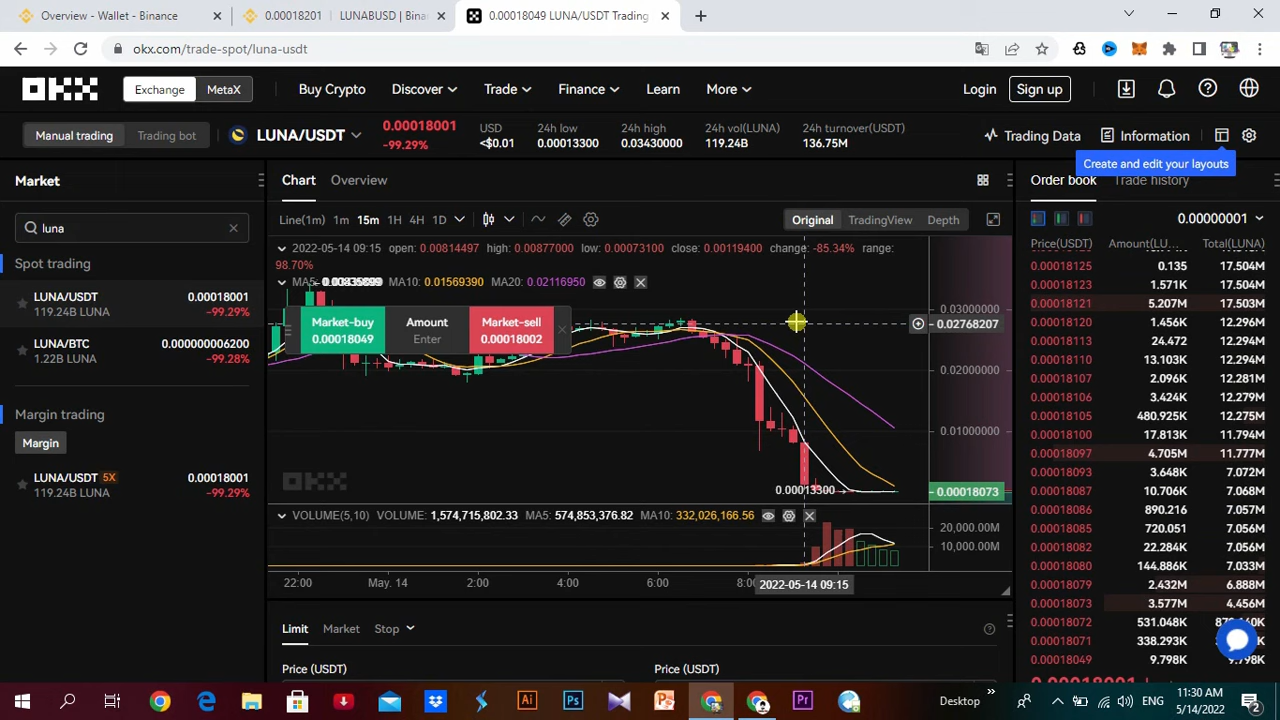 Overview - Wallet - Binance
0.00018201 | LUNABUSD | Bina
0.00018049 LUNA/USDT Trading
okx.com/trade-spot/luna-usdt
Exchange MetaX Buy Crypto Discover Trade Finance Learn More Login Sign up
Manual trading Trading bot LUNA/USDT
0.00018001
-99.29%
USD
<$0.01
24h low
0.00013300
24h high
0.03430000
24h vol(LUNA)
119.24B
24h turnover(USDT)
136.75M
Trading Data Information
Create and edit your layouts
Market
luna
Spot trading
LUNA/USDT 0.00018001
119.24B LUNA -99.29%
LUNA/BTC 0.000000006200
1.22B LUNA -99.28%
Margin trading
Margin
LUNA/USDT 5X 0.00018001
119.24B LUNA -99.29%
Chart Overview
Line(1m) 1m 15m 1H 4H 1D Original TradingView Depth
2022-05-14 09:15 open: 0.00814497 high: 0.00877000 low: 0.00073100 close: 0.00119400 change: -85.34% range:
98.70%
MA10: 0.01569390 MA20: 0.02116950
Market-buy
0.00018049
Amount
Enter
Market-sell
0.00018002
0.03000000
0.02768207
0.02000000
0.01000000
0.00013300
0.00018073
VOLUME(5,10) VOLUME: 1,574,715,802.33 MA5: 574,853,376.82 MA10: 332,026,166.56
20,000.00M
10,000.00M
22:00 May. 14 2:00 4:00 6:00 8:0 2022-05-14 09:15
Limit Market Stop
Price (USDT) Price (USDT)
Order book Trade history
0.00000001
Price(USDT) Amount(LU... Total(LUNA)
0.00018125 0.135 17.504M
0.00018124 1.571K 17.504M
0.00018121 5.207M 17.503M
0.00018120 1.456K 12.296M
0.00018113 24.472 12.294M
0.00018110 13.103K 12.294M
0.00018107 2.096K 12.281M
0.00018106 3.424K 12.279M
0.00018105 480.925K 12.275M
0.00018100 17.813K 11.794M
0.00018097 4.705M 11.777M
0.00018093 3.648K 7.072M
0.00018087 10.706K 7.068M
0.00018086 890.216 7.057M
0.00018085 720.051 7.056M
0.00018082 22.284K 7.056M
0.00018080 144.886K 7.033M
0.00018079 2.432M 6.888M
0.00018073 3.577M 4.456M
0.00018072 531.048K
0.00018071 338.293K
0.00018049 9.798K 9.798K
Desktop
ENG
11:30 AM
5/14/2022